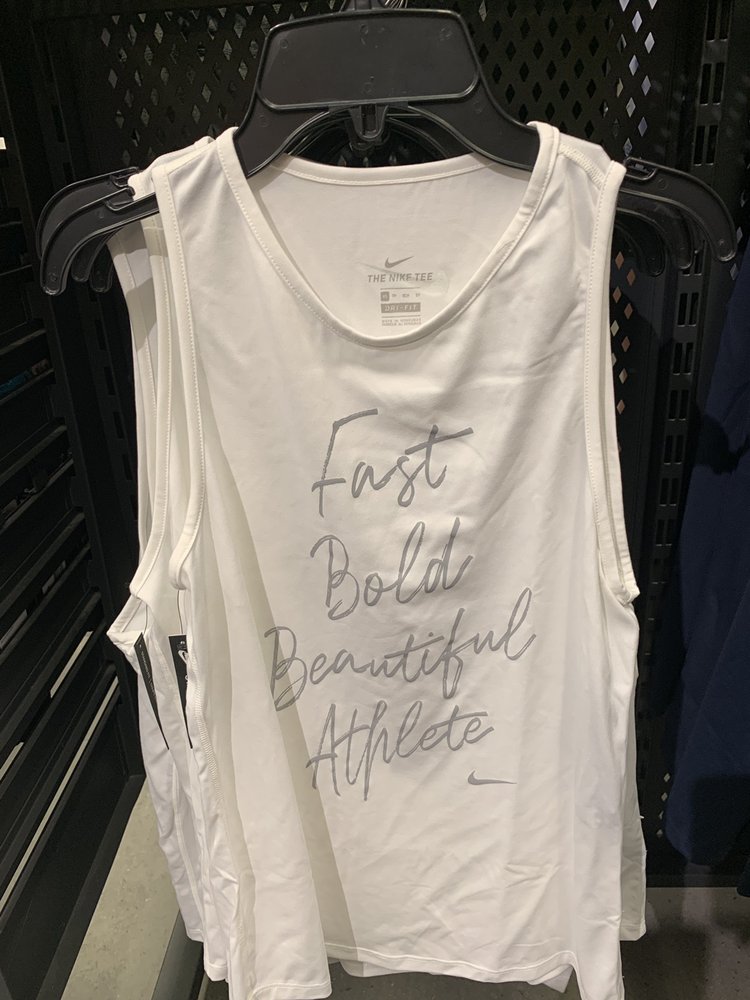 THE NIKE TEE
DRI-FIT
Fast
Bold
Beautiful
Athlete